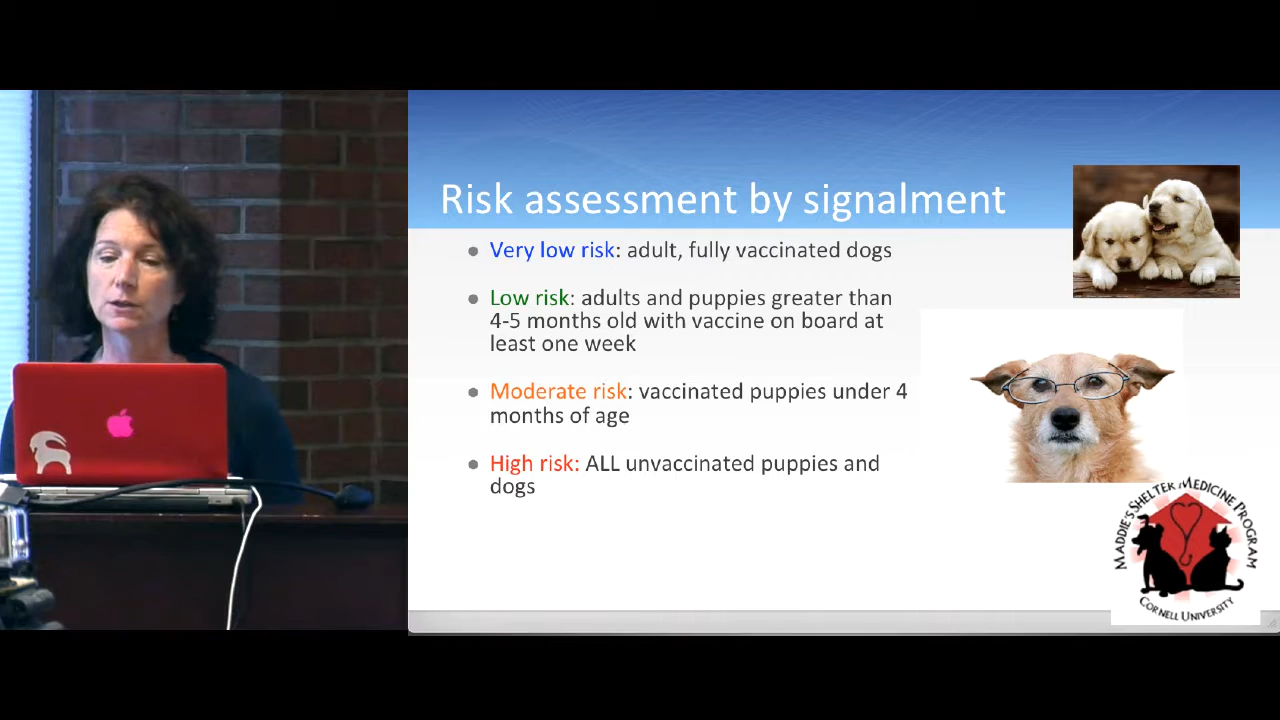 Risk assessment by signalment
Very low risk: adult, fully vaccinated dogs
Low risk: adults and puppies greater than
4-5 months old with vaccine on board at
least one week
Moderate risk: vaccinated puppies under 4
months of age
High risk: ALL unvaccinated puppies and
dogs
MADDIE'S SHELTER MEDICINE PROGRAM
CORNELL UNIVERSITY